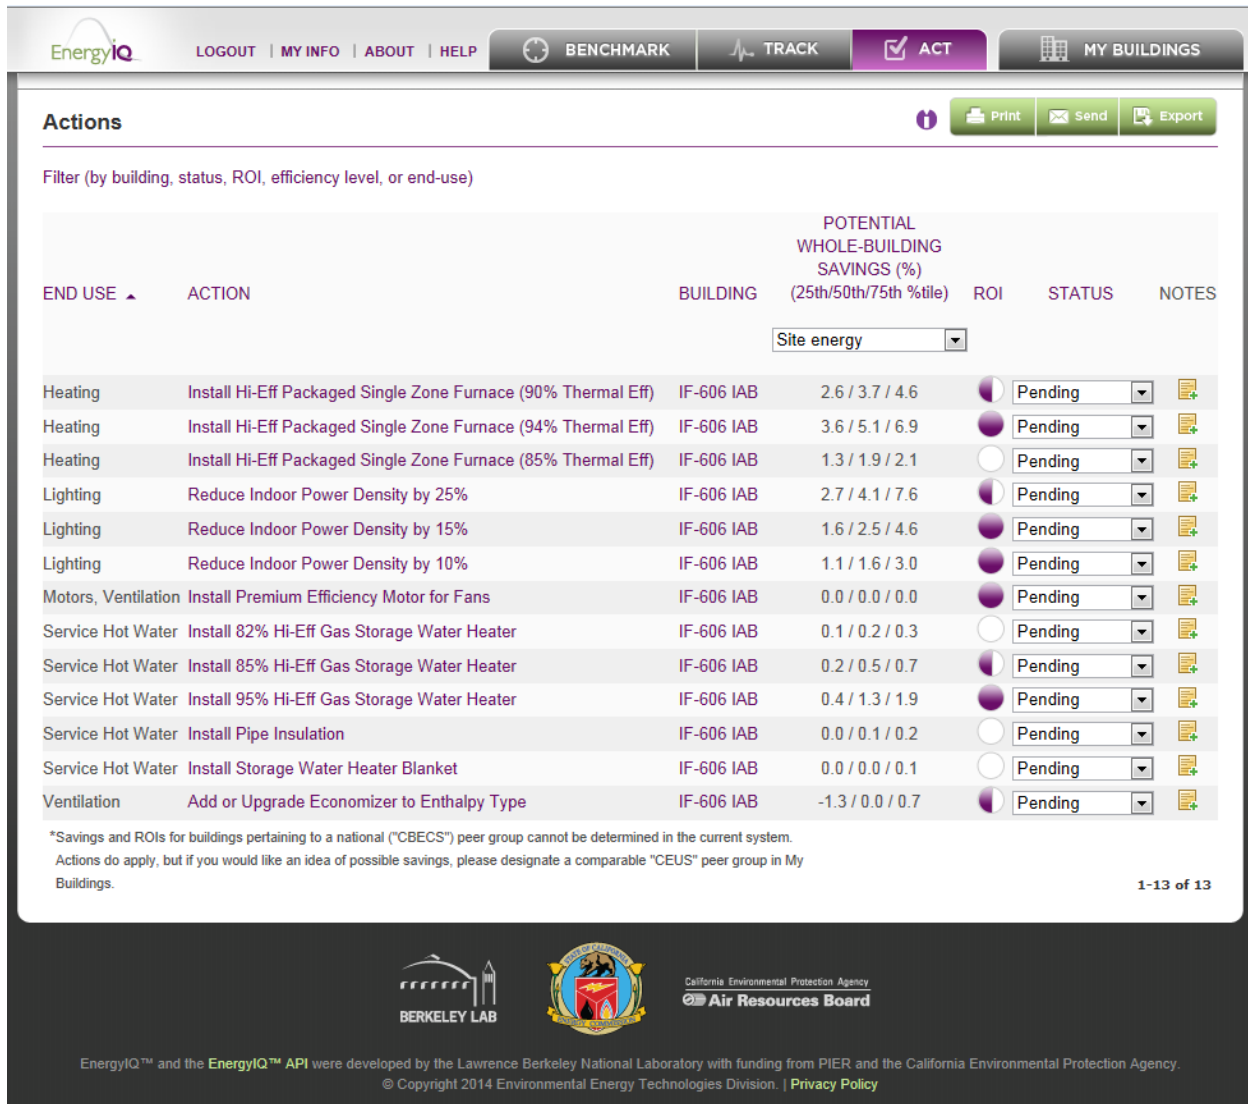 EnergyIQ
LOGOUT | MY INFO | ABOUT | HELP
BENCHMARK
TRACK
ACT
MY BUILDINGS
Actions
Print
Send
Export
Filter (by building, status, ROI, efficiency level, or end-use)
POTENTIAL
WHOLE-BUILDING
SAVINGS (%)
END USE ACTION BUILDING (25th/50th/75th %tile) ROI STATUS NOTES
Site energy
Heating Install Hi-Eff Packaged Single Zone Furnace (90% Thermal Eff) IF-606 IAB 2.6 / 3.7 / 4.6 Pending
Heating Install Hi-Eff Packaged Single Zone Furnace (94% Thermal Eff) IF-606 IAB 3.6 / 5.1 / 6.9 Pending
Heating Install Hi-Eff Packaged Single Zone Furnace (85% Thermal Eff) IF-606 IAB 1.3 / 1.9 / 2.1 Pending
Lighting Reduce Indoor Power Density by 25% IF-606 IAB 2.7 / 4.1 / 7.6 Pending
Lighting Reduce Indoor Power Density by 15% IF-606 IAB 1.6 / 2.5 / 4.6 Pending
Lighting Reduce Indoor Power Density by 10% IF-606 IAB 1.1 / 1.6 / 3.0 Pending
Motors, Ventilation Install Premium Efficiency Motor for Fans IF-606 IAB 0.0 / 0.0 / 0.0 Pending
Service Hot Water Install 82% Hi-Eff Gas Storage Water Heater IF-606 IAB 0.1 / 0.2 / 0.3 Pending
Service Hot Water Install 85% Hi-Eff Gas Storage Water Heater IF-606 IAB 0.2 / 0.5 / 0.7 Pending
Service Hot Water Install 95% Hi-Eff Gas Storage Water Heater IF-606 IAB 0.4 / 1.3 / 1.9 Pending
Service Hot Water Install Pipe Insulation IF-606 IAB 0.0 / 0.1 / 0.2 Pending
Service Hot Water Install Storage Water Heater Blanket IF-606 IAB 0.0 / 0.0 / 0.1 Pending
Ventilation Add or Upgrade Economizer to Enthalpy Type IF-606 IAB -1.3 / 0.0 / 0.7 Pending
*Savings and ROIs for buildings pertaining to a national ("CBECS") peer group cannot be determined in the current system.
Actions do apply, but if you would like an idea of possible savings, please designate a comparable "CEUS" peer group in My
Buildings.
1-13 of 13
BERKELEY LAB
STATE OF CALIFORNIA
ENERGY COMMISSION
California Environmental Protection Agency
Air Resources Board
EnergyIQ™ and the EnergyIQ™ API were developed by the Lawrence Berkeley National Laboratory with funding from PIER and the California Environmental Protection Agency.
© Copyright 2014 Environmental Energy Technologies Division. | Privacy Policy